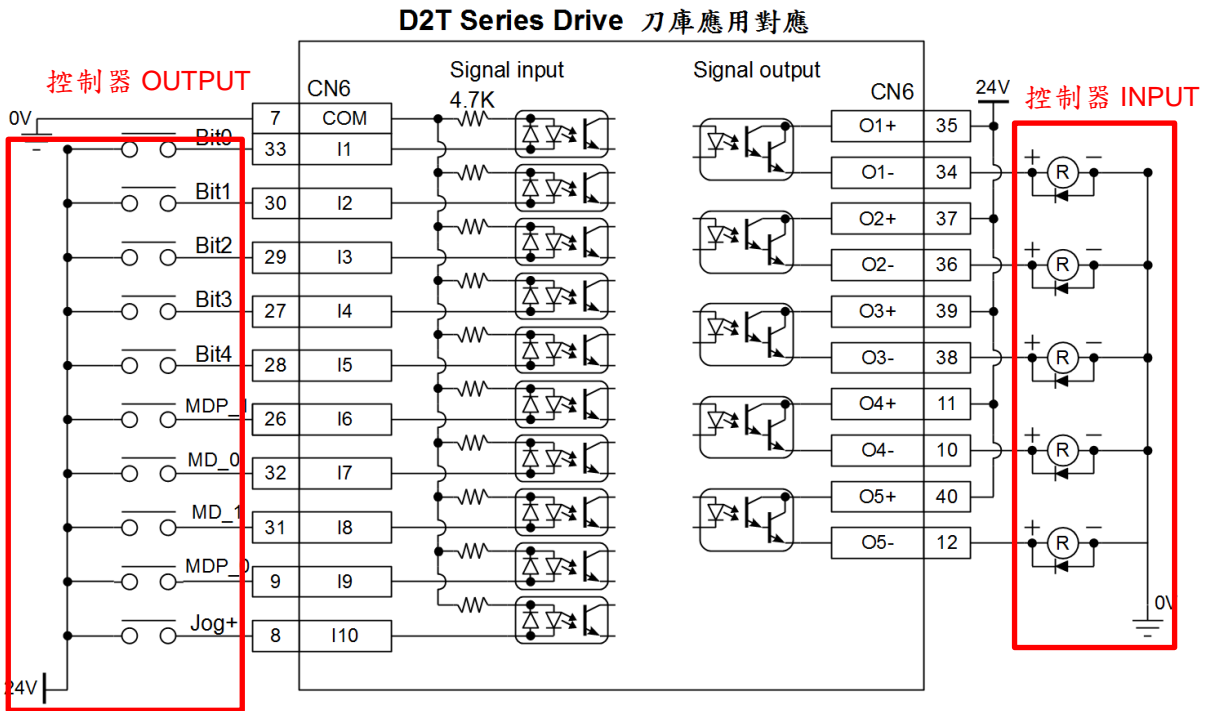 D2T Series Drive 刀庫應用對應
控制器 OUTPUT
Signal input
Signal output
控制器 INPUT
CN6
CN6
4.7K
24V
0V
7 COM
Bit0 33 I1
Bit1 30 I2
Bit2 29 I3
Bit3 27 I4
Bit4 28 I5
MDP_1 26 I6
MD_0 32 I7
MD_1 31 I8
MDP_0 9 I9
Jog+ 8 I10
24V
O1+ 35
O1- 34 + R −
O2+ 37
O2- 36 + R −
O3+ 39
O3- 38 + R −
O4+ 11
O4- 10 + R −
O5+ 40
O5- 12 + R −
0V